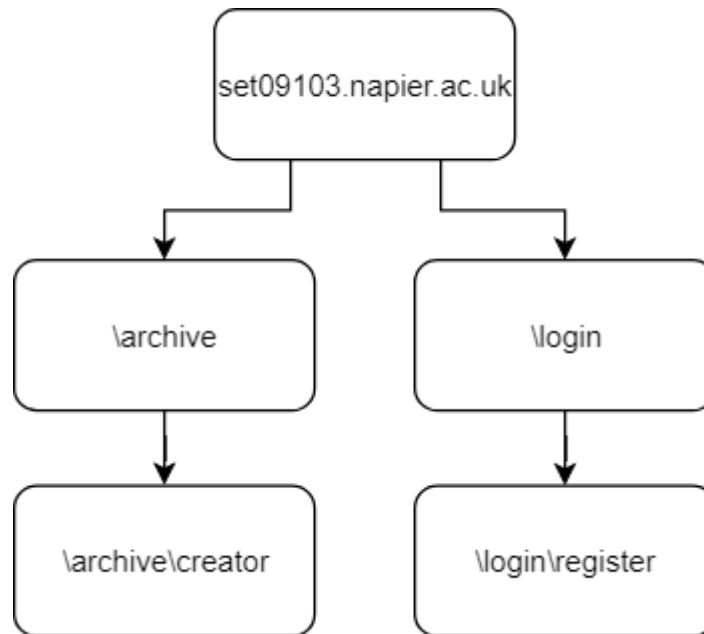 set09103.napier.ac.uk
\archive
\login
\archive\creator
\login\register